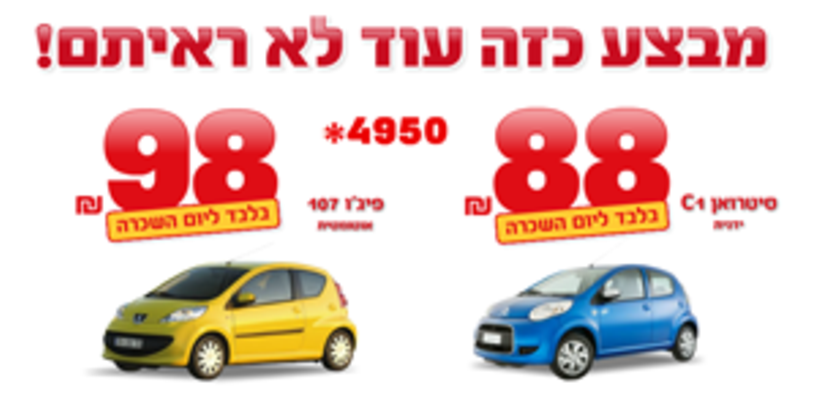 מבצע כזה עוד לא ראיתם!
*4950
סיטרואן C1
ידנית
88 ₪
בלבד ליום השכרה
פיג'ו 107
אוטומטית
98 ₪
בלבד ליום השכרה